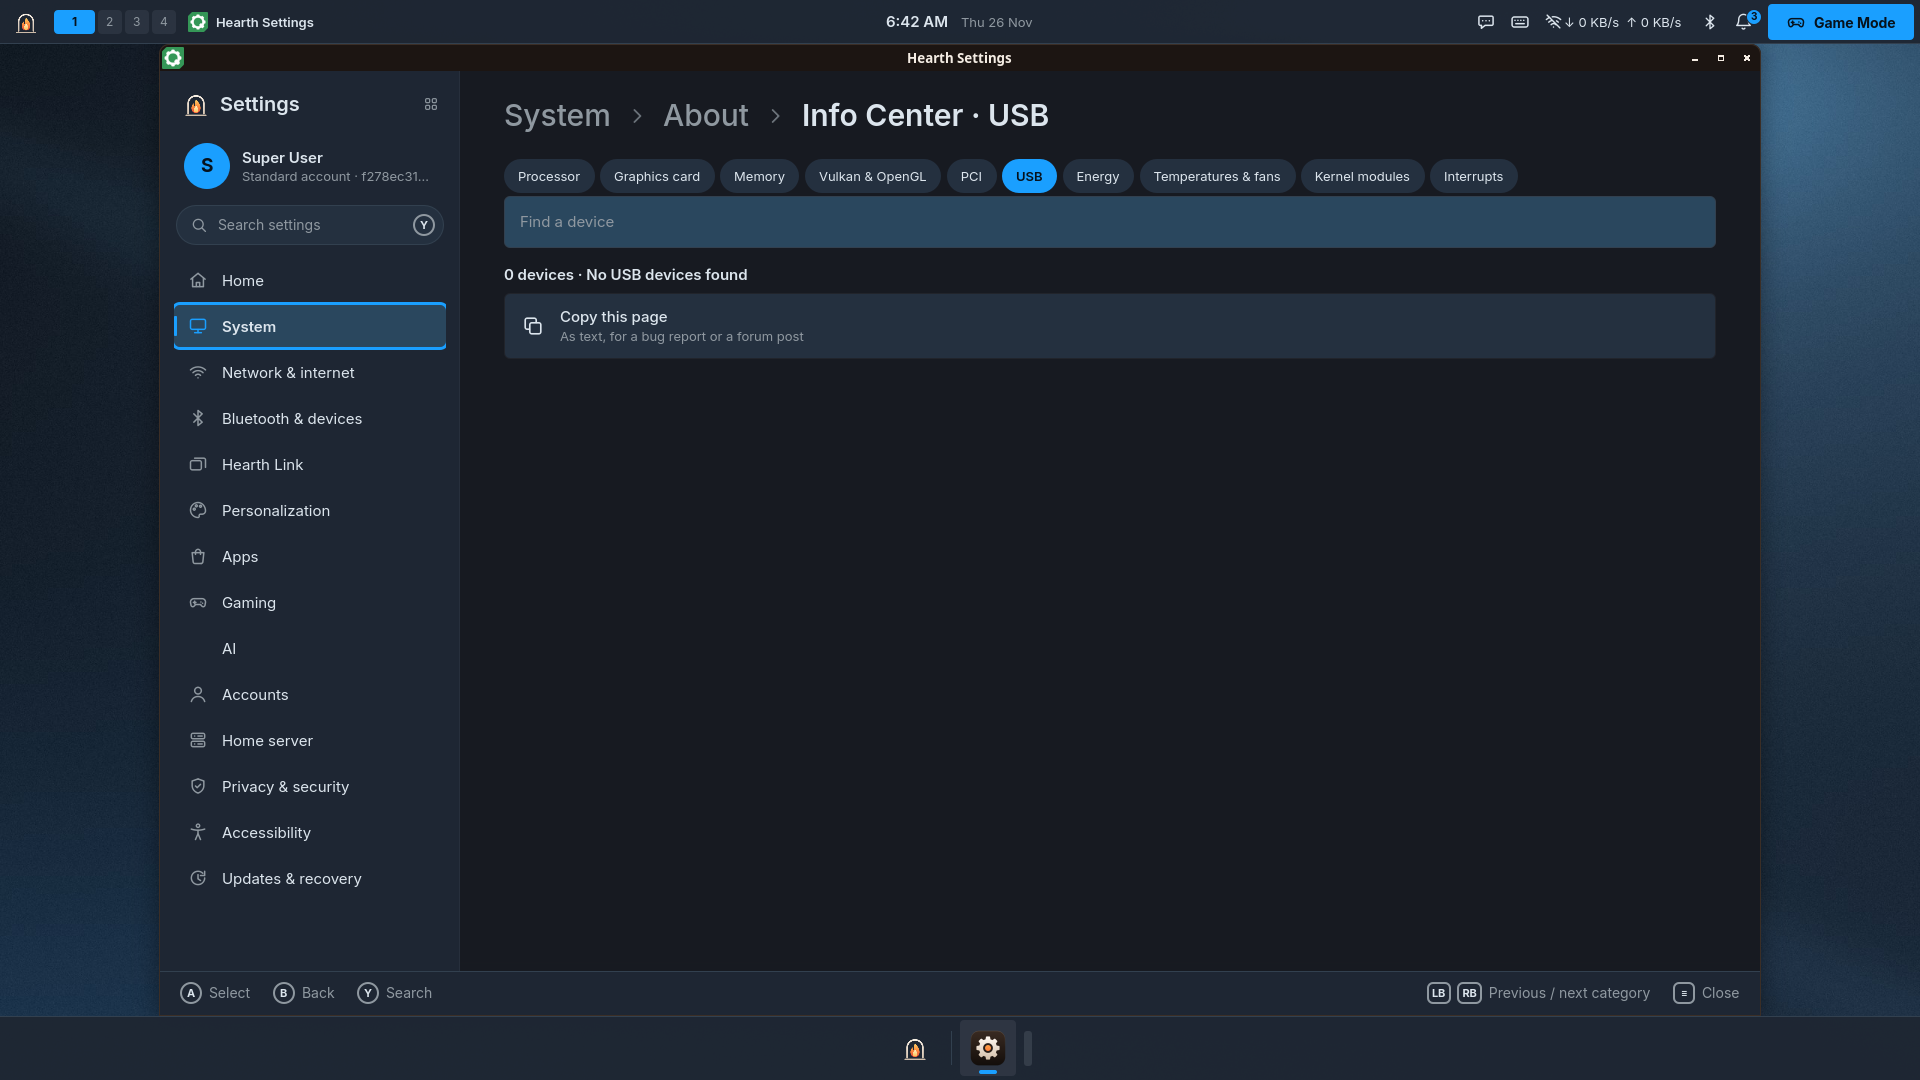 1 2 3 4 Hearth Settings
6:42 AM Thu 26 Nov
0 KB/s 0 KB/s
3
Game Mode
Hearth Settings
Settings
S
Super User
Standard account · f278ec31...
Search settings
Y
Home
System
Network & internet
Bluetooth & devices
Hearth Link
Personalization
Apps
Gaming
AI
Accounts
Home server
Privacy & security
Accessibility
Updates & recovery
System > About > Info Center · USB
Processor Graphics card Memory Vulkan & OpenGL PCI USB Energy Temperatures & fans Kernel modules Interrupts
Find a device
0 devices · No USB devices found
Copy this page
As text, for a bug report or a forum post
A Select B Back Y Search
LB RB Previous / next category ≡ Close